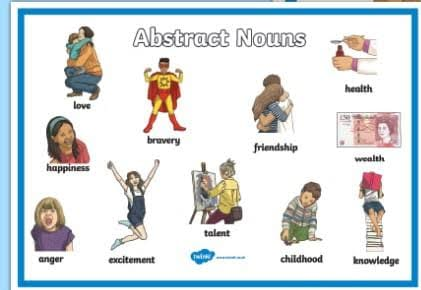 Abstract Nouns
love
bravery
friendship
health
happiness
wealth
anger
excitement
talent
childhood
knowledge
twinkl